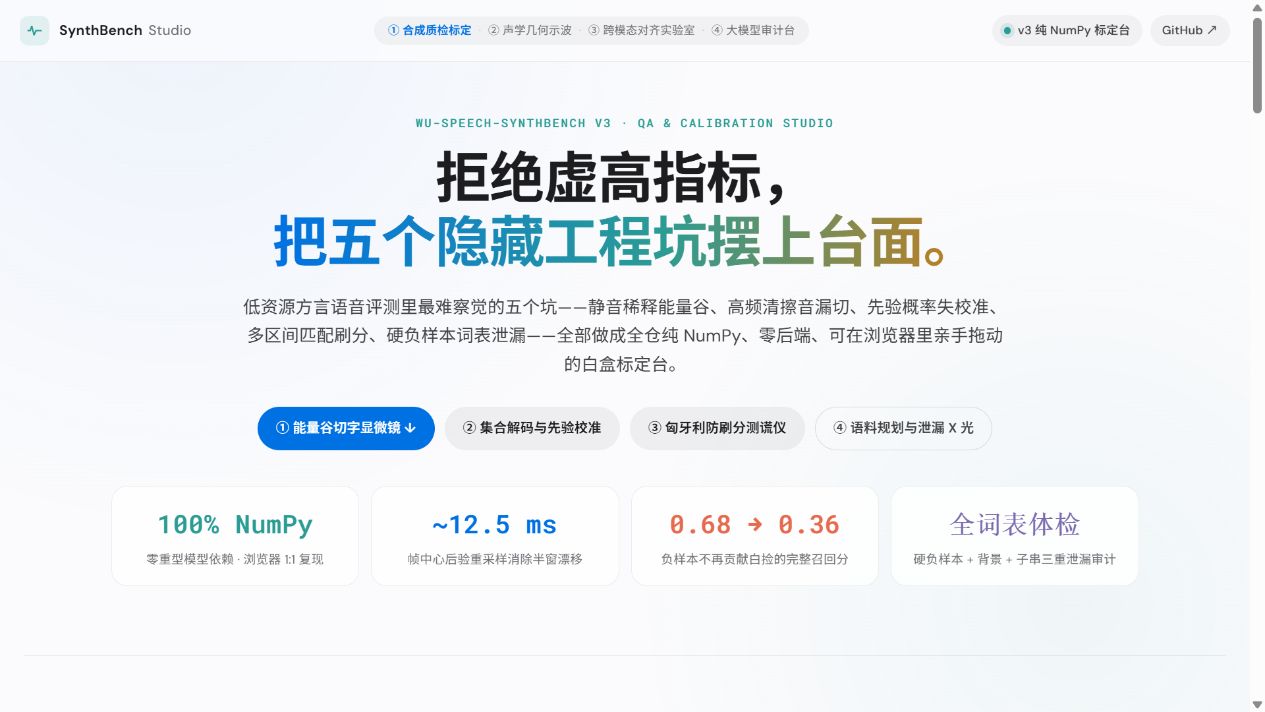 SynthBench Studio
① 合成质检标定 · ② 声学几何示波 · ③ 跨模态对齐实验室 · ④ 大模型审计台
v3 纯 NumPy 标定台
GitHub ↗
WU-SPEECH-SYNTHBENCH V3 · QA & CALIBRATION STUDIO
拒绝虚高指标，
把五个隐藏工程坑摆上台面。
低资源方言语音评测里最难察觉的五个坑——静音稀释能量谷、高频清擦音漏切、先验概率失校准、
多区间匹配刷分、硬负样本词表泄漏——全部做成全仓纯 NumPy、零后端、可在浏览器里亲手拖动
的白盒标定台。
① 能量谷切字显微镜 ↓
② 集合解码与先验校准
③ 匈牙利防刷分测谎仪
④ 语料规划与泄漏 X 光
100% NumPy
零重型模型依赖 · 浏览器 1:1 复现
~12.5 ms
帧中心后验重采样消除半窗漂移
0.68 → 0.36
负样本不再贡献白捡的完整召回分
全词表体检
硬负样本 + 背景 + 子串三重泄漏审计